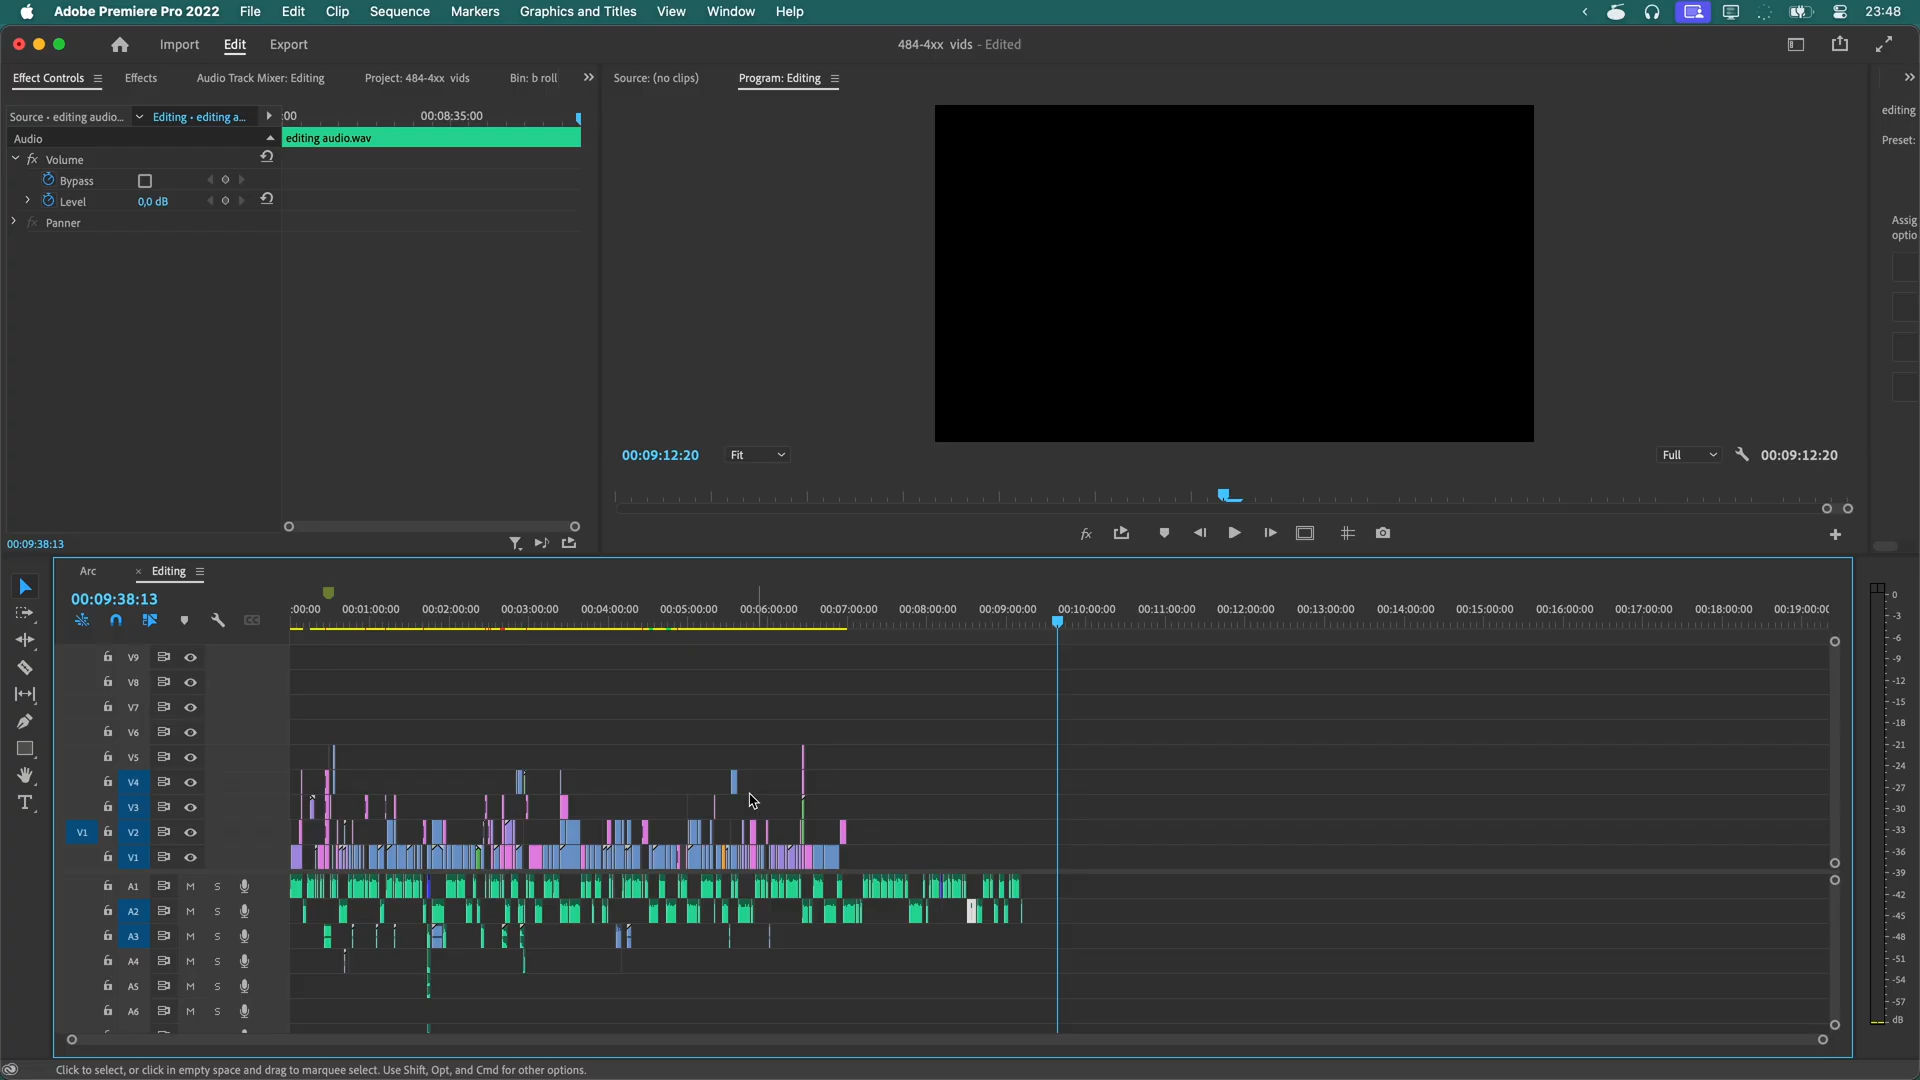 Adobe Premiere Pro 2022 File Edit Clip Sequence Markers Graphics and Titles View Window Help 23:48
Import Edit Export 484-4xx vids - Edited
Effect Controls Effects Audio Track Mixer: Editing Project: 484-4xx vids Bin: b roll Source: (no clips) Program: Editing
Source • editing audio... Editing • editing a... :00 00:08:35:00 editing
Audio editing audio.wav
fx Volume Preset:
Bypass
Level 0,0 dB
fx Panner
Assig
optio
00:09:12:20 Fit Full 00:09:12:20
fx
00:09:38:13
Arc × Editing
00:09:38:13
:00:00 00:01:00:00 00:02:00:00 00:03:00:00 00:04:00:00 00:05:00:00 00:06:00:00 00:07:00:00 00:08:00:00 00:09:00:00 00:10:00:00 00:11:00:00 00:12:00:00 00:13:00:00 00:14:00:00 00:15:00:00 00:16:00:00 00:17:00:00 00:18:00:00 00:19:00:0
CC
V9
V8
V7
V6
V5
V4
V3
V1 V2
V1
A1 M S
A2 M S
A3 M S
A4 M S
A5 M S
A6 M S
0
-3
-6
-9
-12
-15
-18
-21
-24
-27
-30
-33
-36
-39
-42
-45
-48
-51
-54
-57
dB
Click to select, or click in empty space and drag to marquee select. Use Shift, Opt, and Cmd for other options.